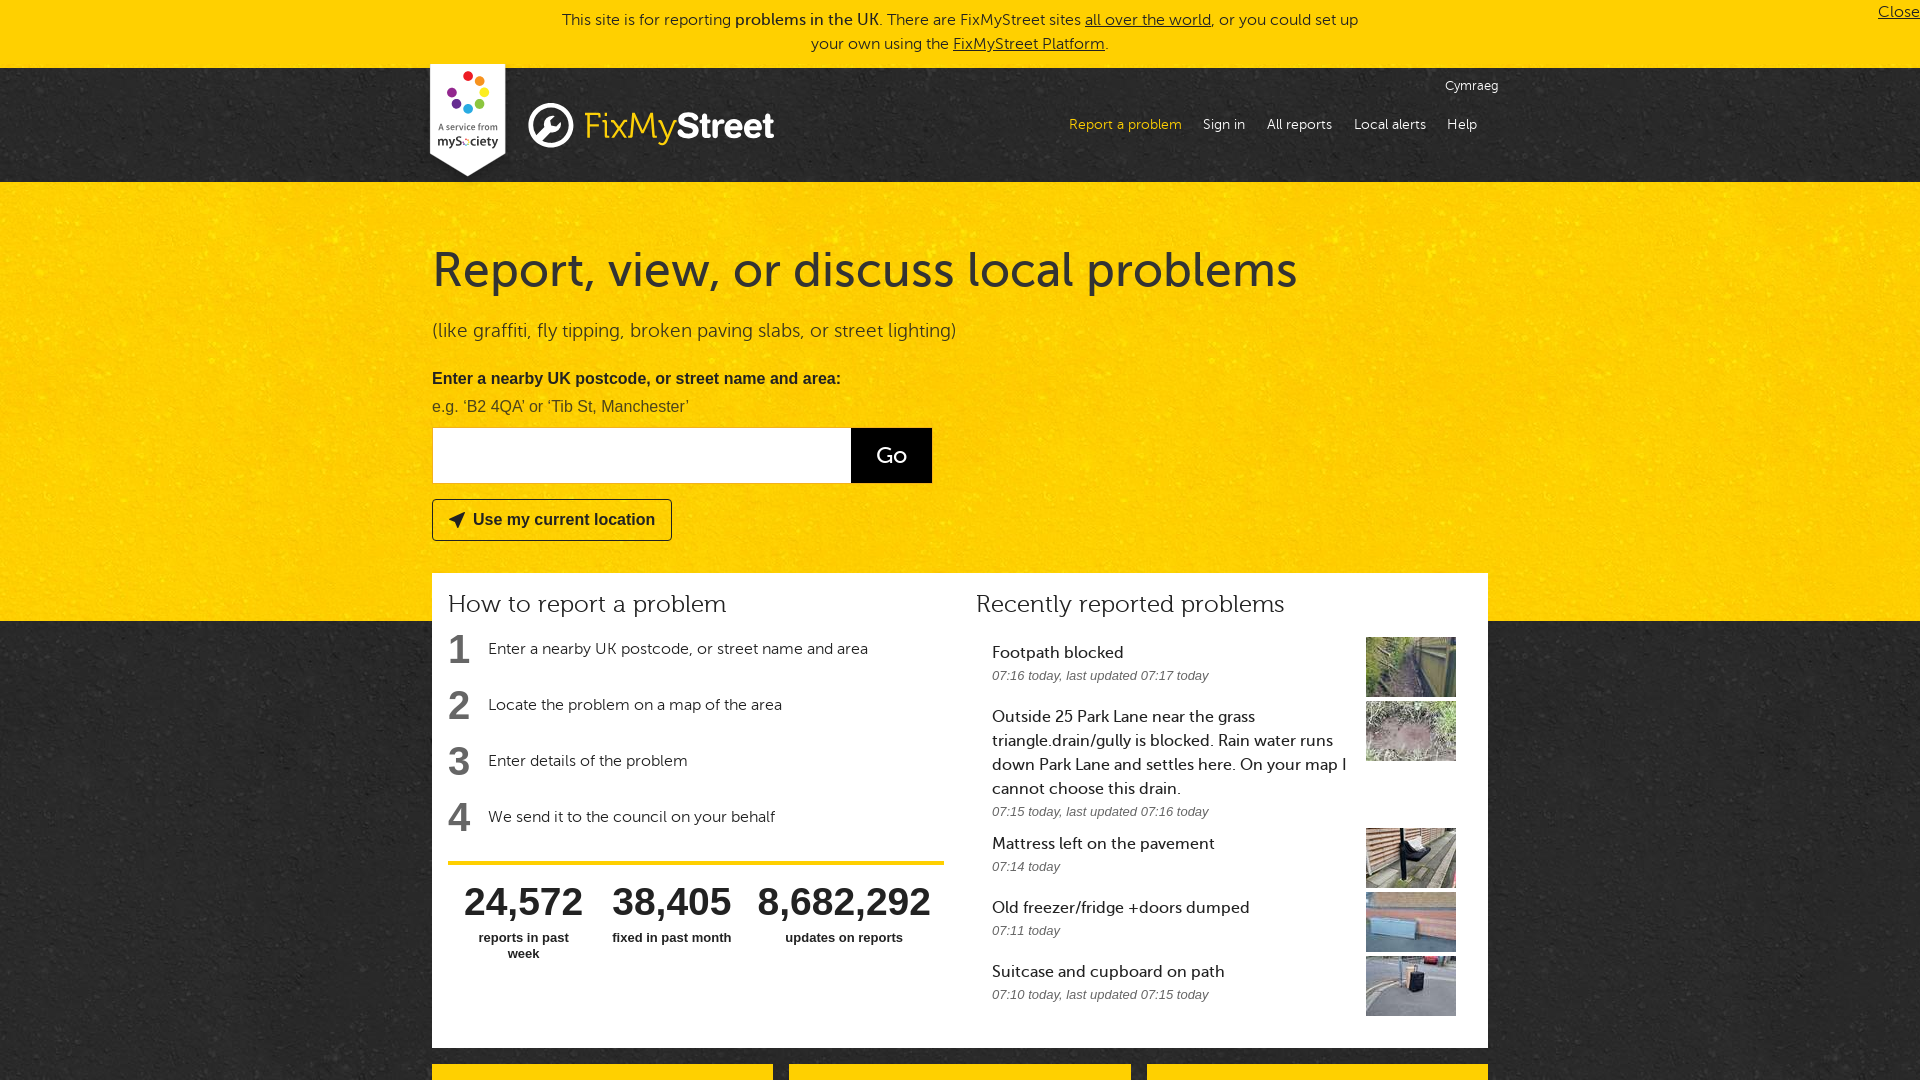 This site is for reporting problems in the UK. There are FixMyStreet sites all over the world, or you could set up
your own using the FixMyStreet Platform.
Close
A service from
mySociety
FixMyStreet
Cymraeg
Report a problem
Sign in
All reports
Local alerts
Help
Report, view, or discuss local problems
(like graffiti, fly tipping, broken paving slabs, or street lighting)
Enter a nearby UK postcode, or street name and area:
e.g. ‘B2 4QA’ or ‘Tib St, Manchester’
Go
Use my current location
How to report a problem
1 Enter a nearby UK postcode, or street name and area
2 Locate the problem on a map of the area
3 Enter details of the problem
4 We send it to the council on your behalf
24,572
reports in past
week
38,405
fixed in past month
8,682,292
updates on reports
Recently reported problems
Footpath blocked
07:16 today, last updated 07:17 today
Outside 25 Park Lane near the grass
triangle.drain/gully is blocked. Rain water runs
down Park Lane and settles here. On your map I
cannot choose this drain.
07:15 today, last updated 07:16 today
Mattress left on the pavement
07:14 today
Old freezer/fridge +doors dumped
07:11 today
Suitcase and cupboard on path
07:10 today, last updated 07:15 today